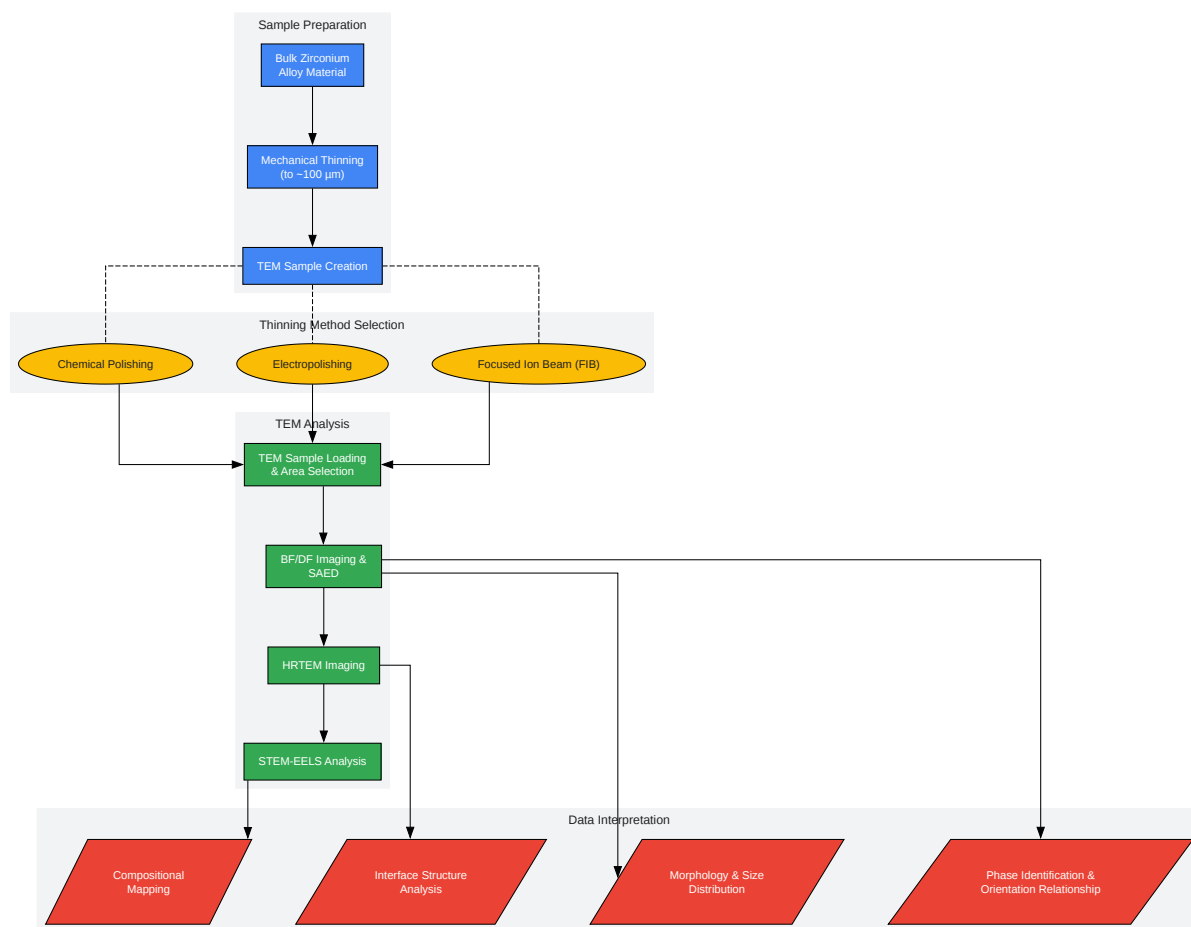 Sample Preparation
Bulk Zirconium
Alloy Material
Mechanical Thinning
(to ~100 µm)
TEM Sample Creation
Thinning Method Selection
Chemical Polishing
Electropolishing
Focused Ion Beam (FIB)
TEM Analysis
TEM Sample Loading
& Area Selection
BF/DF Imaging &
SAED
HRTEM Imaging
STEM-EELS Analysis
Data Interpretation
Compositional
Mapping
Interface Structure
Analysis
Morphology & Size
Distribution
Phase Identification &
Orientation Relationship